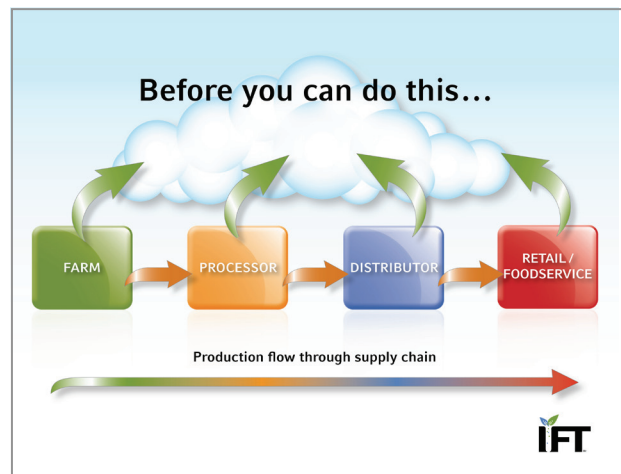 Before you can do this...
FARM
PROCESSOR
DISTRIBUTOR
RETAIL /
FOODSERVICE
Production flow through supply chain
IFT